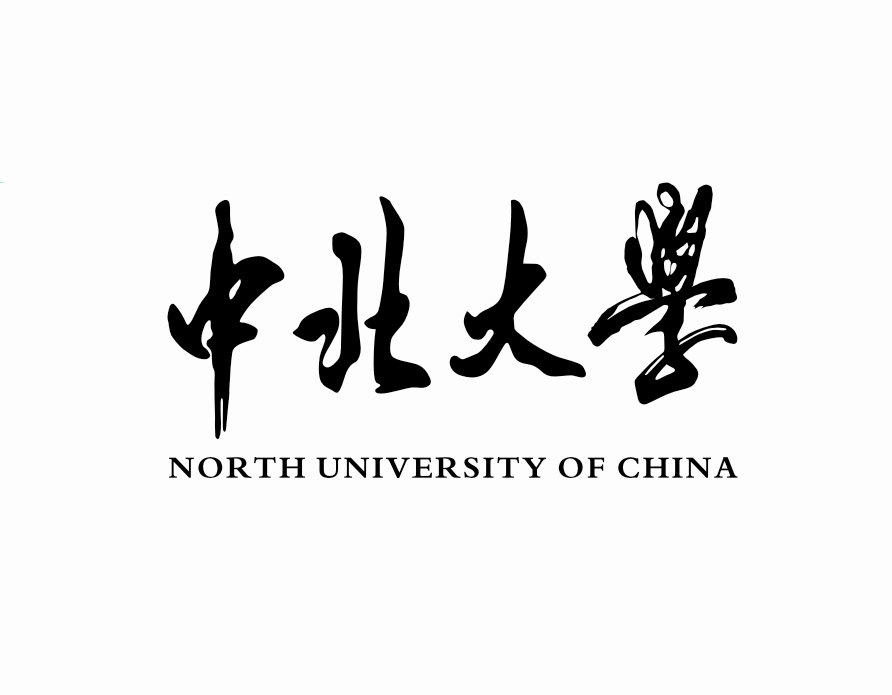 中北大學
NORTH UNIVERSITY OF CHINA